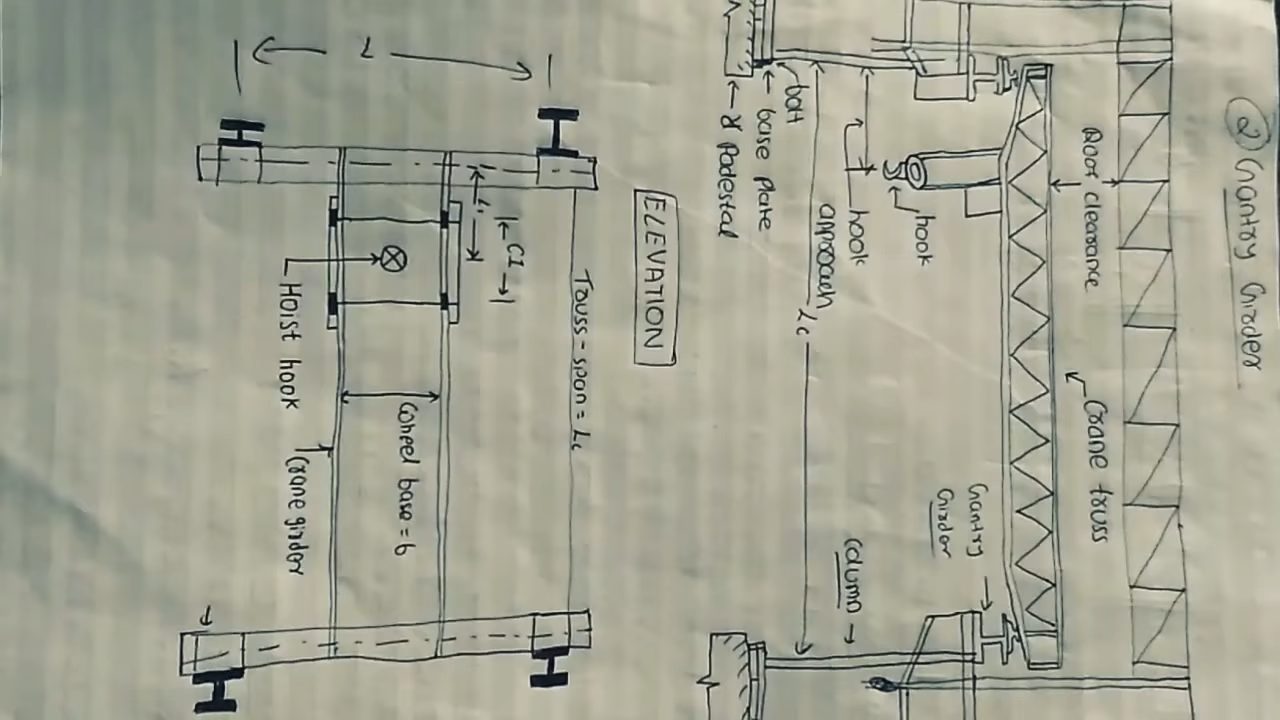 ② Gantry Girder
Roof clearance
Crane truss
hook
hook
approach
Gantry
Girder
Lc
Column
bolt
base plate
Pedestal
ELEVATION
Truss - span = Lc
C1
L1
L
Wheel base = b
Hoist hook
Crane girder